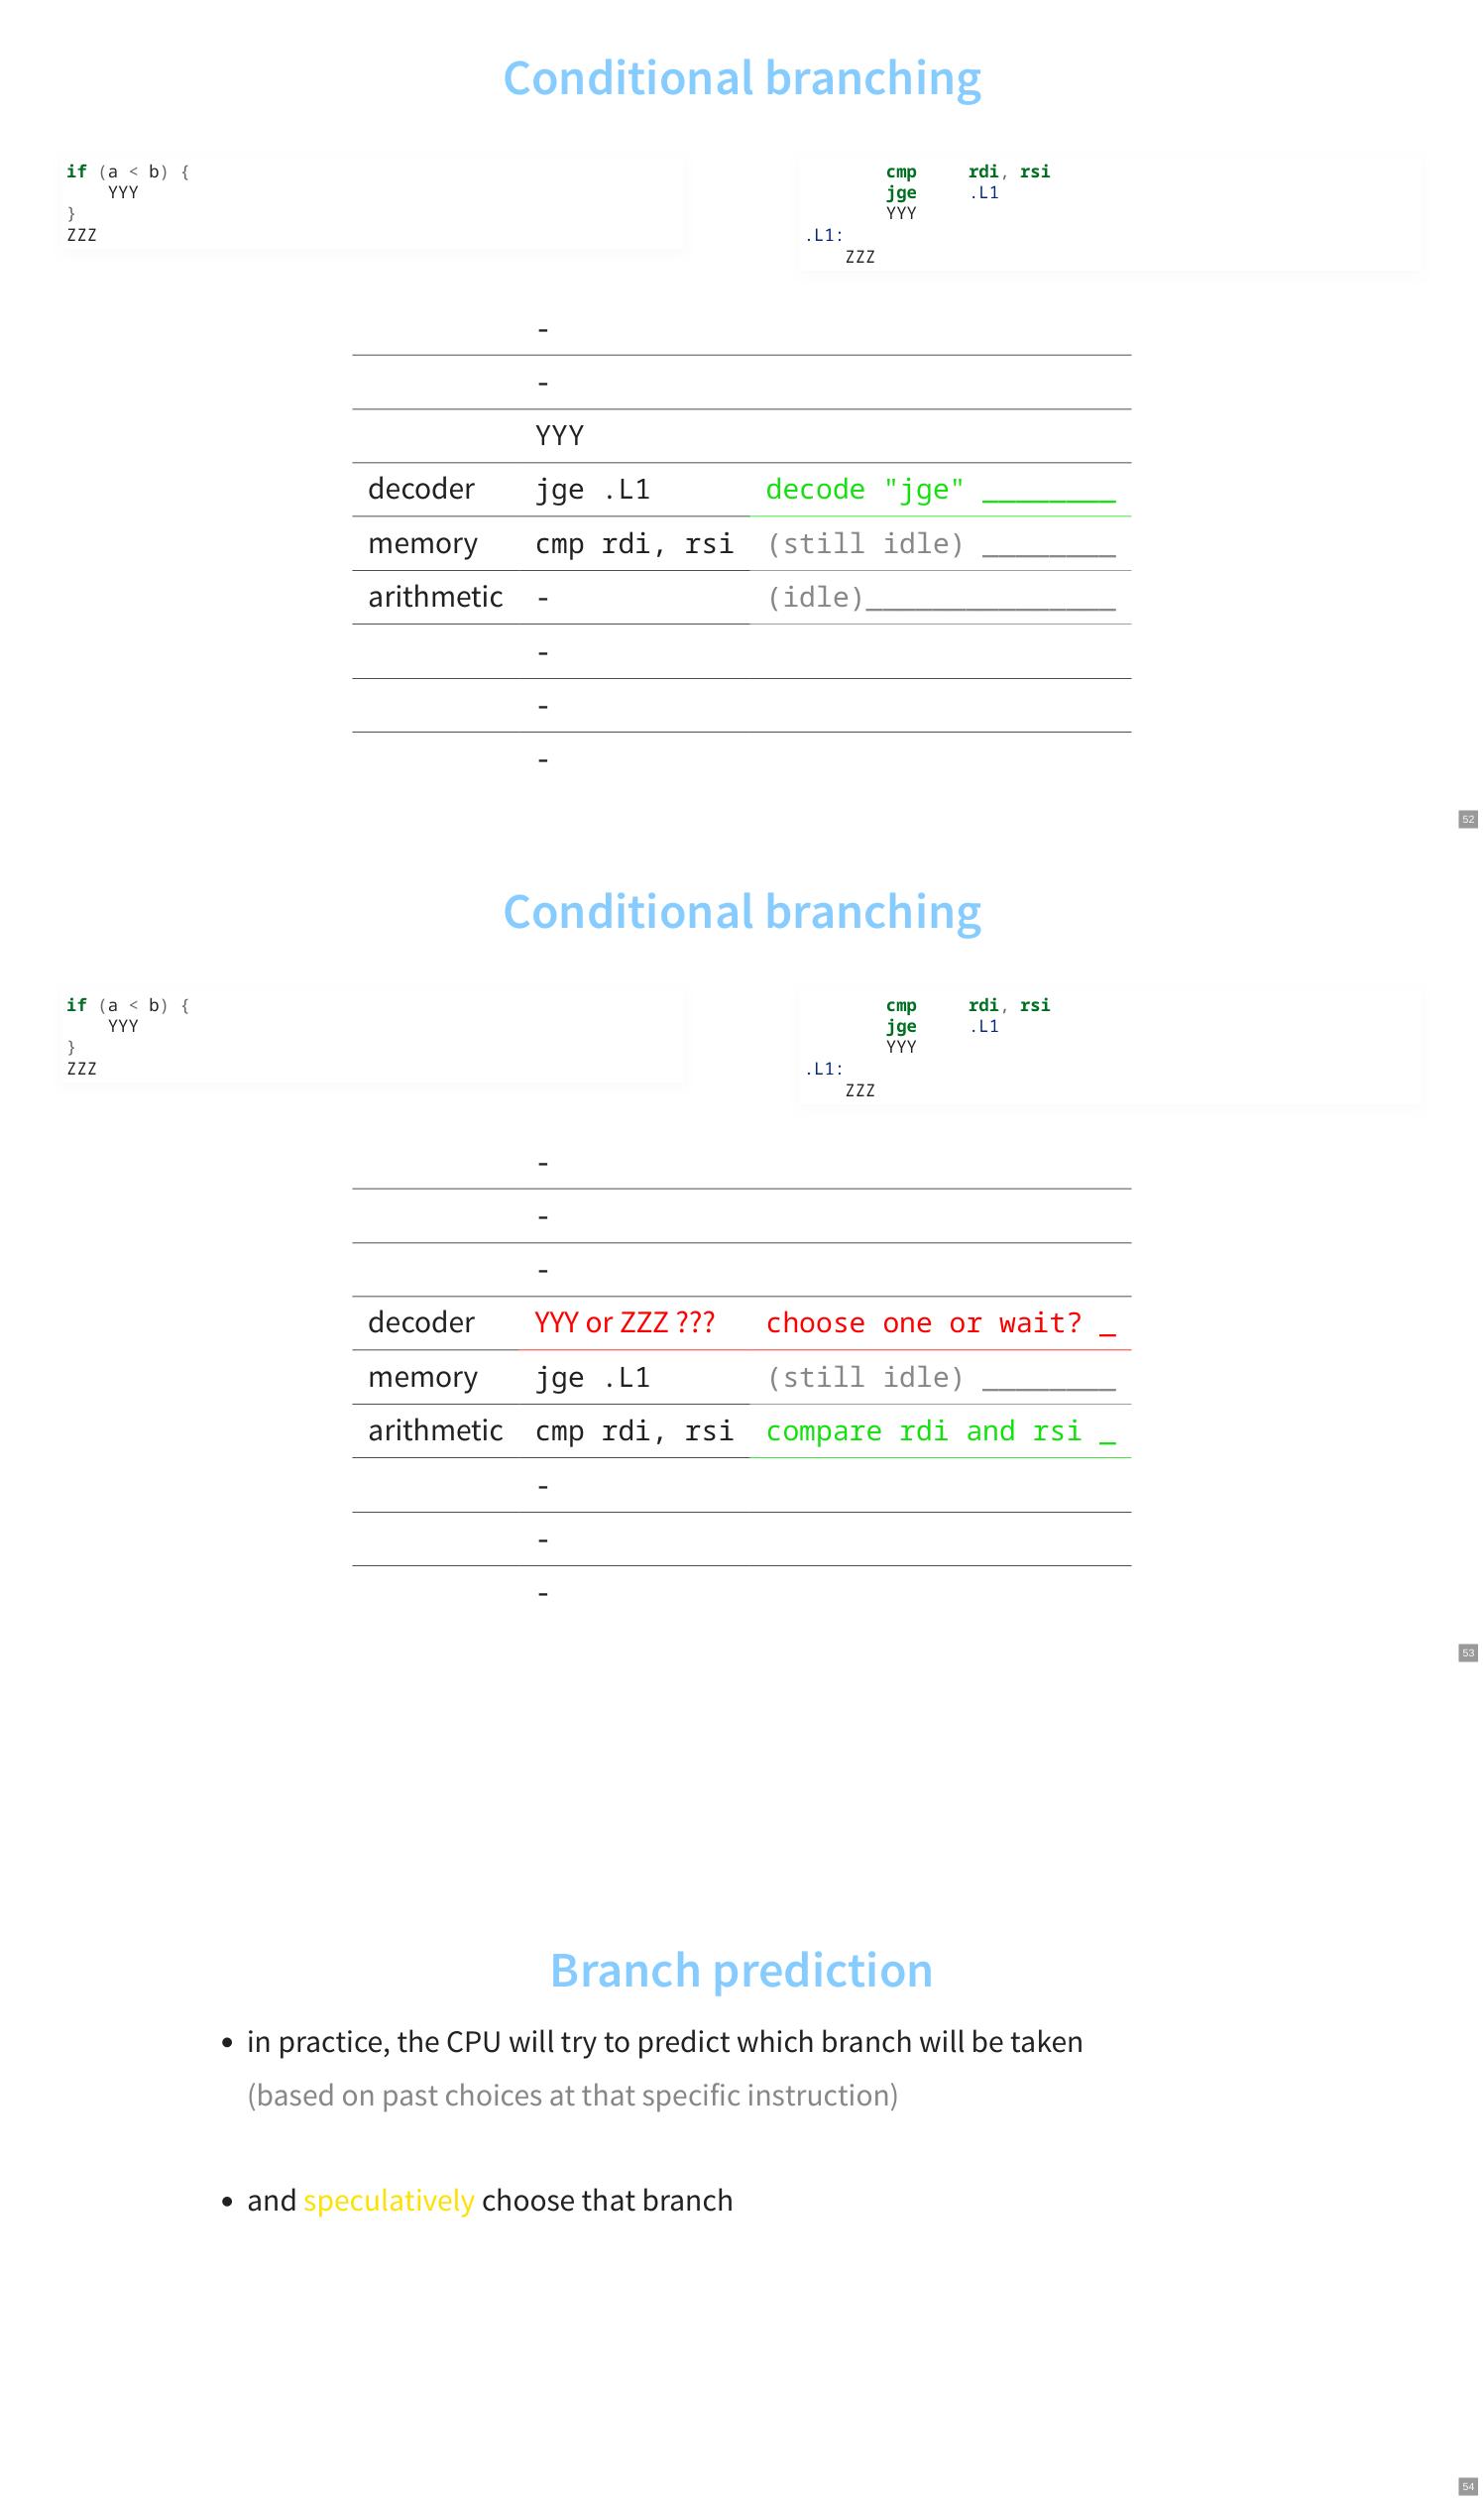 Conditional branching
if (a < b) {
    YYY
}
ZZZ
        cmp     rdi, rsi
        jge     .L1
        YYY
.L1:
    ZZZ
-
-
YYY
decoder jge .L1 decode "jge" ________
memory cmp rdi, rsi (still idle) ________
arithmetic - (idle)_______________
-
-
-
52
Conditional branching
if (a < b) {
    YYY
}
ZZZ
        cmp     rdi, rsi
        jge     .L1
        YYY
.L1:
    ZZZ
-
-
-
decoder YYY or ZZZ ??? choose one or wait? _
memory jge .L1 (still idle) ________
arithmetic cmp rdi, rsi compare rdi and rsi _
-
-
-
53
Branch prediction
• in practice, the CPU will try to predict which branch will be taken
(based on past choices at that specific instruction)
• and speculatively choose that branch
54